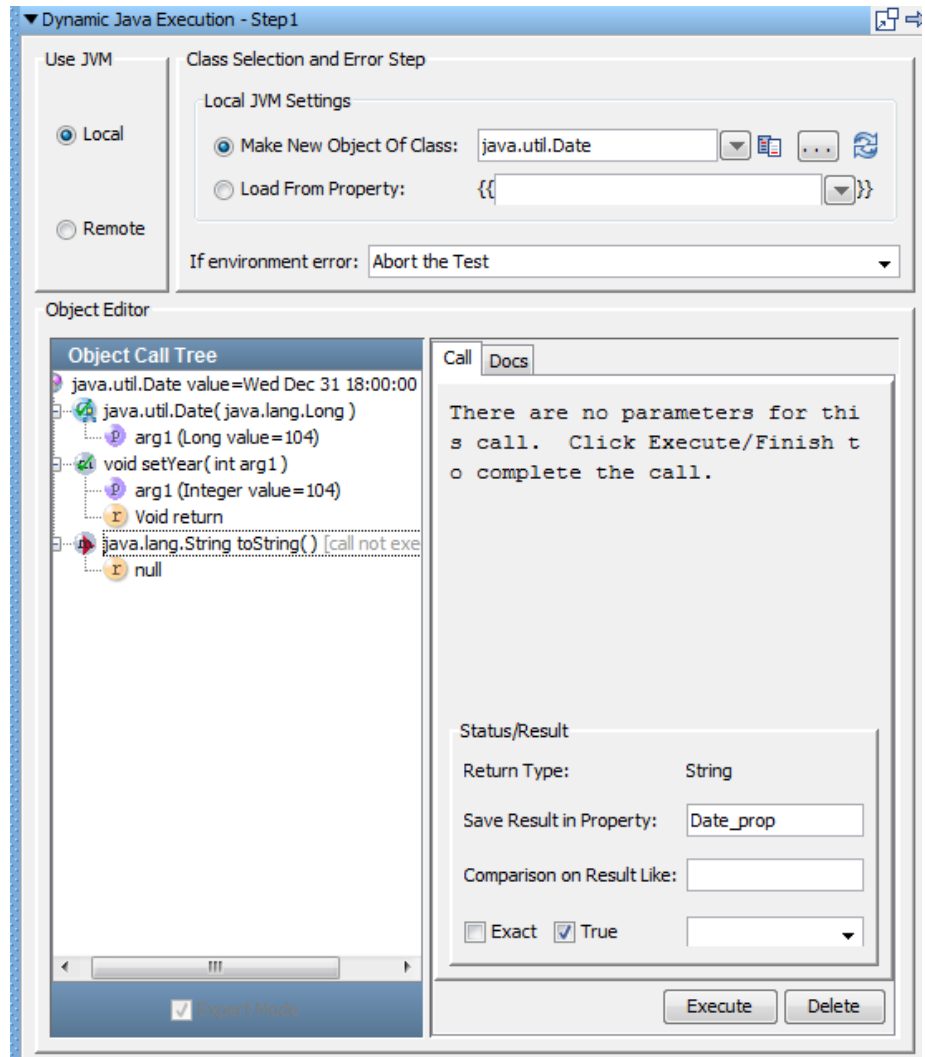 Dynamic Java Execution - Step1
Use JVM
Class Selection and Error Step
Local JVM Settings
Local
Make New Object Of Class: java.util.Date ...
Load From Property: {{ }}
Remote
If environment error: Abort the Test
Object Editor
Object Call Tree
java.util.Date value=Wed Dec 31 18:00:00
java.util.Date( java.lang.Long )
P arg1 (Long value=104)
void setYear( int arg1 )
P arg1 (Integer value=104)
r Void return
java.lang.String toString( ) [call not exe
r null
Expert Mode
Call Docs
There are no parameters for thi
s call.  Click Execute/Finish t
o complete the call.
Status/Result
Return Type: String
Save Result in Property: Date_prop
Comparison on Result Like:
Exact True
Execute Delete